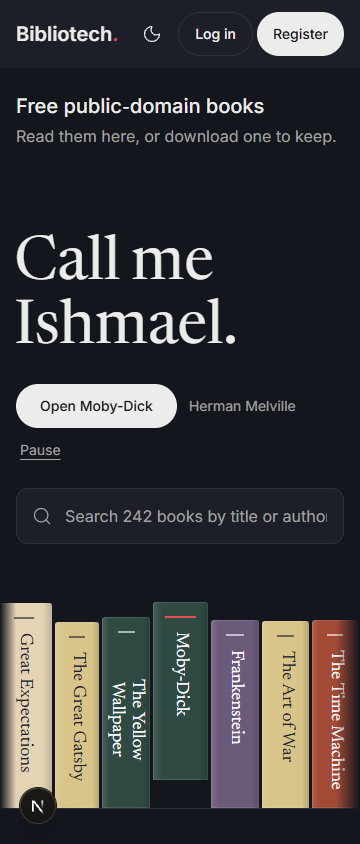 Bibliotech.
Log in
Register
Free public-domain books
Read them here, or download one to keep.
Call me
Ishmael.
Open Moby-Dick
Herman Melville
Pause
Search 242 books by title or author
Great Expectations
The Great Gatsby
The Yellow
Wallpaper
Moby-Dick
Frankenstein
The Art of War
The Time Machine
N